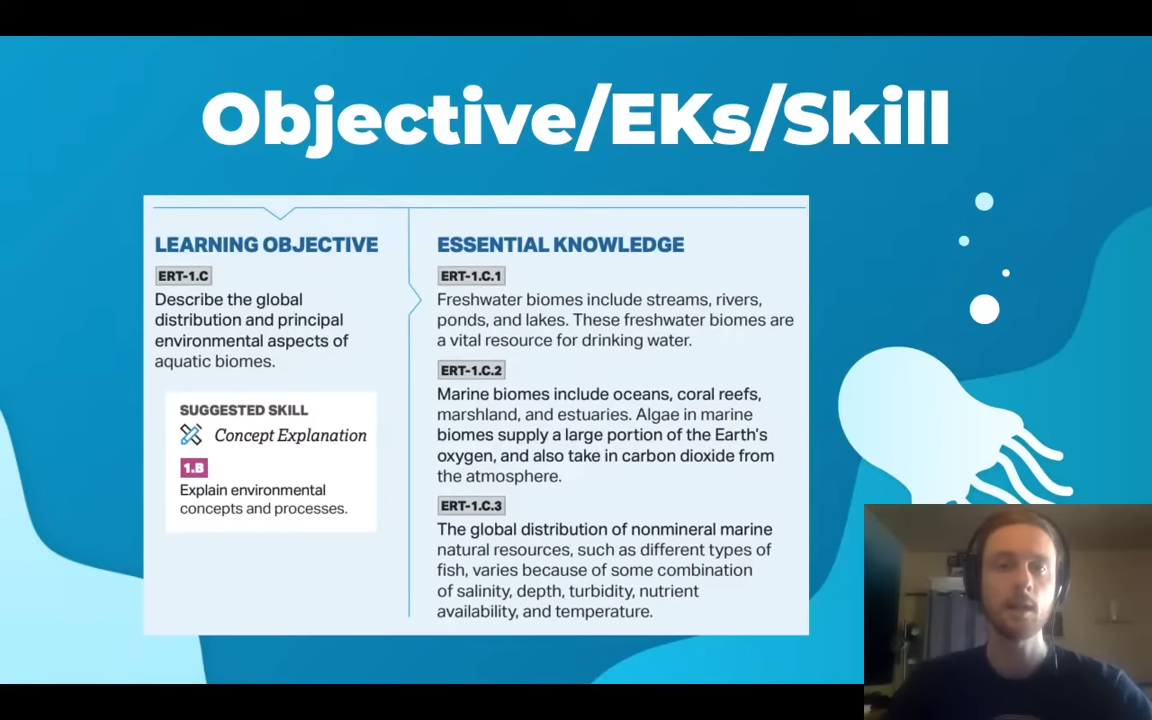 Objective/EKs/Skill
LEARNING OBJECTIVE
ERT-1.C
Describe the global
distribution and principal
environmental aspects of
aquatic biomes.
SUGGESTED SKILL
Concept Explanation
1.B
Explain environmental
concepts and processes.
ESSENTIAL KNOWLEDGE
ERT-1.C.1
Freshwater biomes include streams, rivers,
ponds, and lakes. These freshwater biomes are
a vital resource for drinking water.
ERT-1.C.2
Marine biomes include oceans, coral reefs,
marshland, and estuaries. Algae in marine
biomes supply a large portion of the Earth's
oxygen, and also take in carbon dioxide from
the atmosphere.
ERT-1.C.3
The global distribution of nonmineral marine
natural resources, such as different types of
fish, varies because of some combination
of salinity, depth, turbidity, nutrient
availability, and temperature.